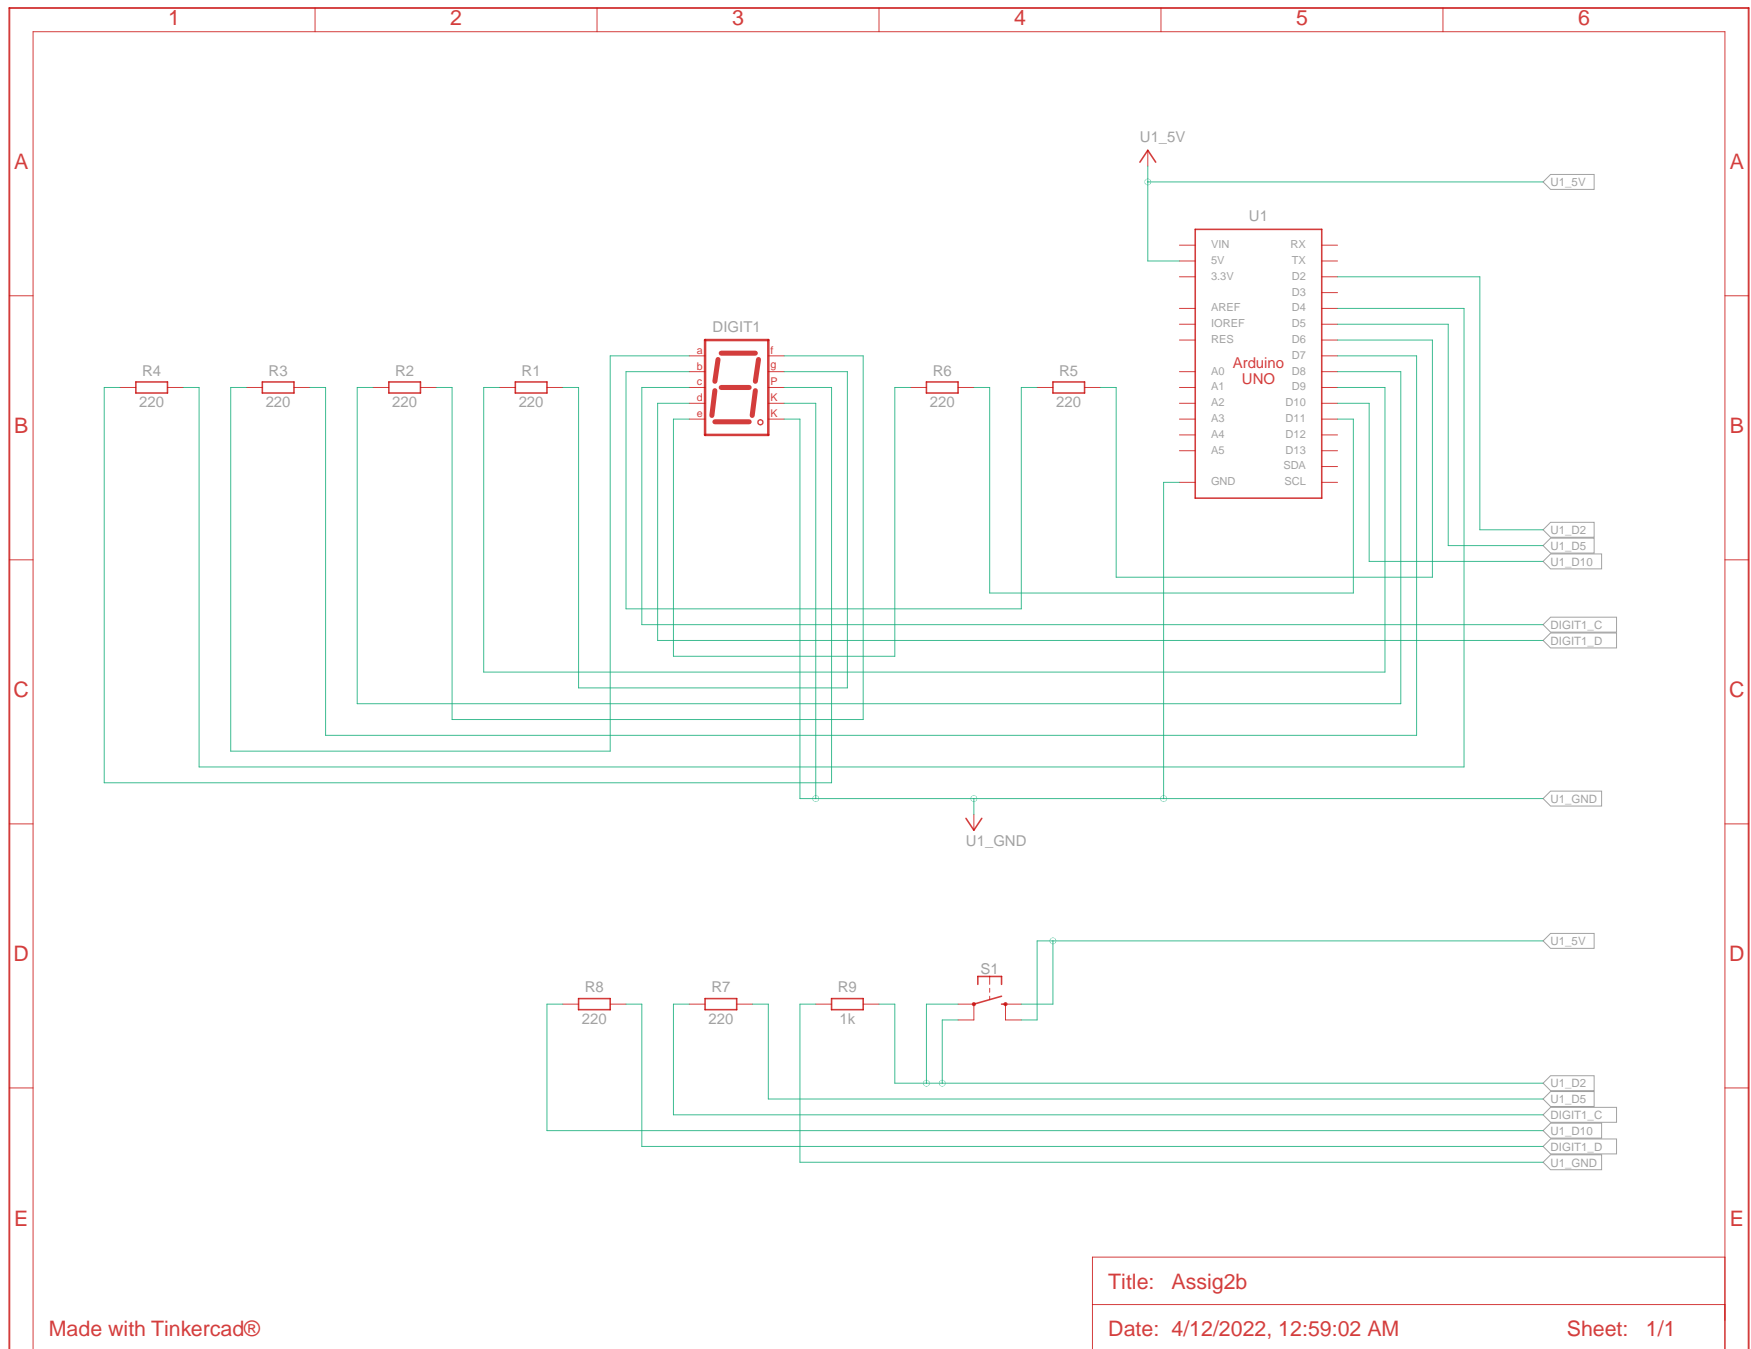 1 2 3 4 5 6
U1_5V
A A
U1_5V
U1
VIN RX
5V TX
3.3V D2
D3
AREF D4
IOREF D5
RES D6
D7
A0 D8
A1 D9
A2 D10
A3 D11
A4 D12
A5 D13
SDA
GND SCL
Arduino
UNO
DIGIT1
a f
b g
c P
d K
e K
R4 R3 R2 R1 R6 R5
220 220 220 220 220 220
B B
U1_D2
U1_D5
U1_D10
DIGIT1_C
DIGIT1_D
C C
U1_GND
U1_GND
U1_5V
D D
S1
R8 R7 R9
220 220 1k
U1_D2
U1_D5
DIGIT1_C
U1_D10
DIGIT1_D
U1_GND
E E
Title: Assig2b
Made with Tinkercad®
Date: 4/12/2022, 12:59:02 AM Sheet: 1/1